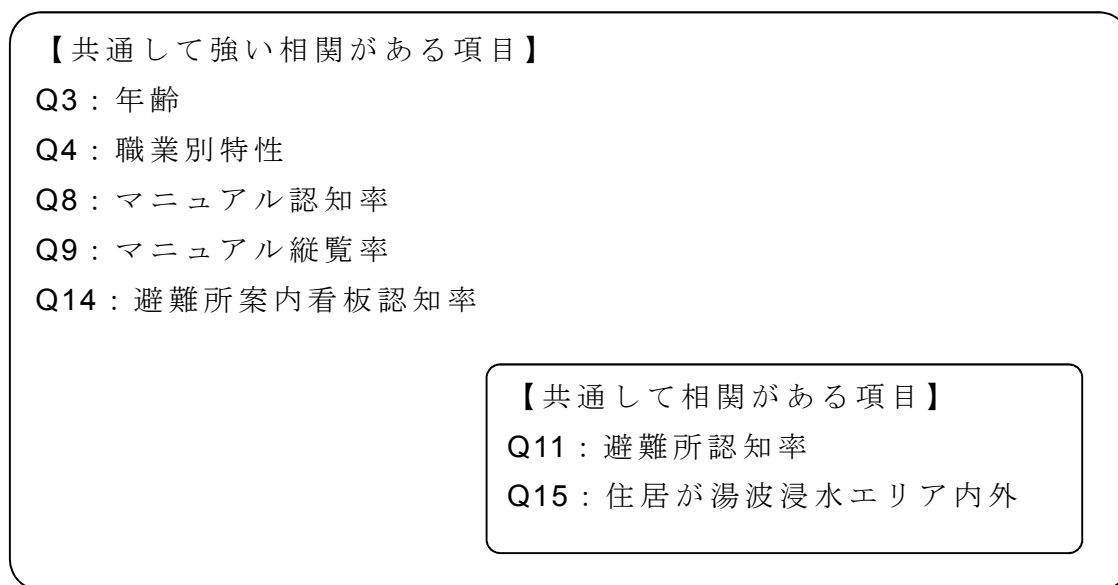 【共通して強い相関がある項目】
Q3：年齢
Q4：職業別特性
Q8：マニュアル認知率
Q9：マニュアル縦覧率
Q14：避難所案内看板認知率
【共通して相関がある項目】
Q11：避難所認知率
Q15：住居が湯波浸水エリア内外